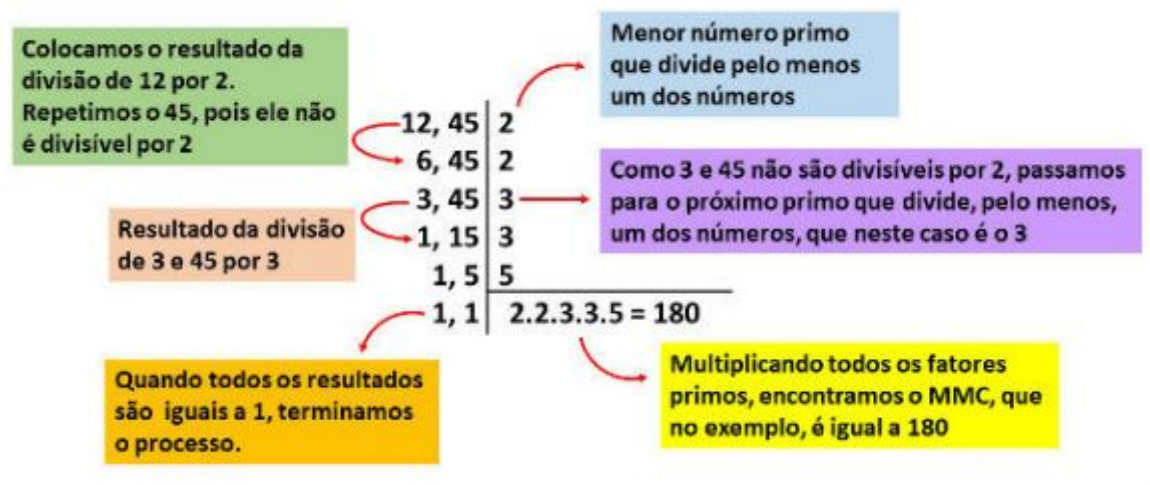 Colocamos o resultado da
divisão de 12 por 2.
Repetimos o 45, pois ele não
é divisível por 2
Menor número primo
que divide pelo menos
um dos números
12, 45 2
6, 45 2
3, 45 3
1, 15 3
1, 5 5
1, 1 2.2.3.3.5 = 180
Como 3 e 45 não são divisíveis por 2, passamos
para o próximo primo que divide, pelo menos,
um dos números, que neste caso é o 3
Resultado da divisão
de 3 e 45 por 3
Quando todos os resultados
são iguais a 1, terminamos
o processo.
Multiplicando todos os fatores
primos, encontramos o MMC, que
no exemplo, é igual a 180